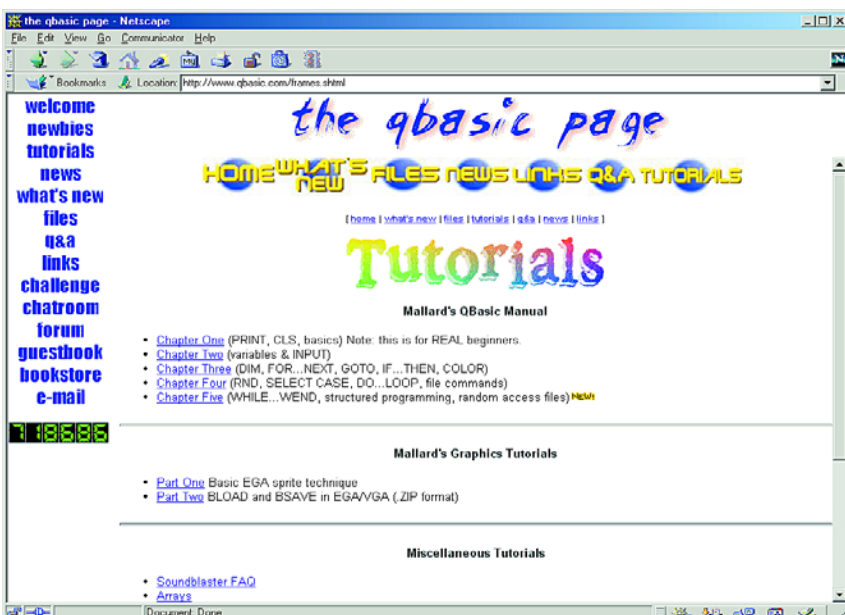 the qbasic page - Netscape
File Edit View Go Communicator Help
Bookmarks Location: http://www.qbasic.com/frames.shtml
welcome
newbies
tutorials
news
what's new
files
q&a
links
challenge
chatroom
forum
guestbook
bookstore
e-mail
718686
the qbasic page
HOME WHAT'S NEW FILES NEWS LINKS Q&A TUTORIALS
[ home | what's new | files | tutorials | q&a | news | links ]
Tutorials
Mallard's QBasic Manual
• Chapter One (PRINT, CLS, basics) Note: this is for REAL beginners.
• Chapter Two (variables & INPUT)
• Chapter Three (DIM, FOR...NEXT, GOTO, IF...THEN, COLOR)
• Chapter Four (RND, SELECT CASE, DO...LOOP, file commands)
• Chapter Five (WHILE...WEND, structured programming, random access files) NEW!
Mallard's Graphics Tutorials
• Part One Basic EGA sprite technique
• Part Two BLOAD and BSAVE in EGA/VGA (.ZIP format)
Miscellaneous Tutorials
• Soundblaster FAQ
• Arrays
Document: Done